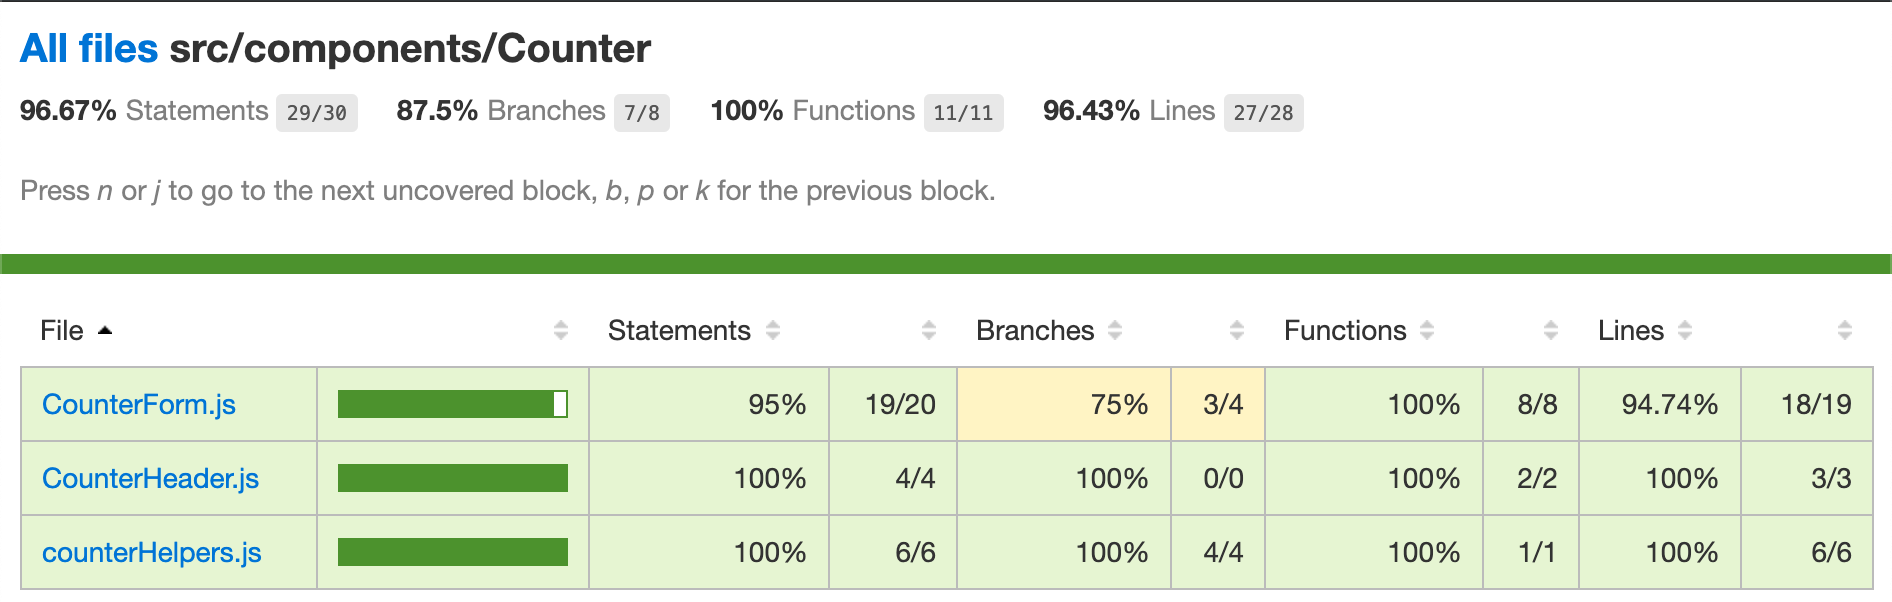 All files src/components/Counter
96.67% Statements 29/30 87.5% Branches 7/8 100% Functions 11/11 96.43% Lines 27/28
Press n or j to go to the next uncovered block, b, p or k for the previous block.
File Statements Branches Functions Lines
CounterForm.js 95% 19/20 75% 3/4 100% 8/8 94.74% 18/19
CounterHeader.js 100% 4/4 100% 0/0 100% 2/2 100% 3/3
counterHelpers.js 100% 6/6 100% 4/4 100% 1/1 100% 6/6